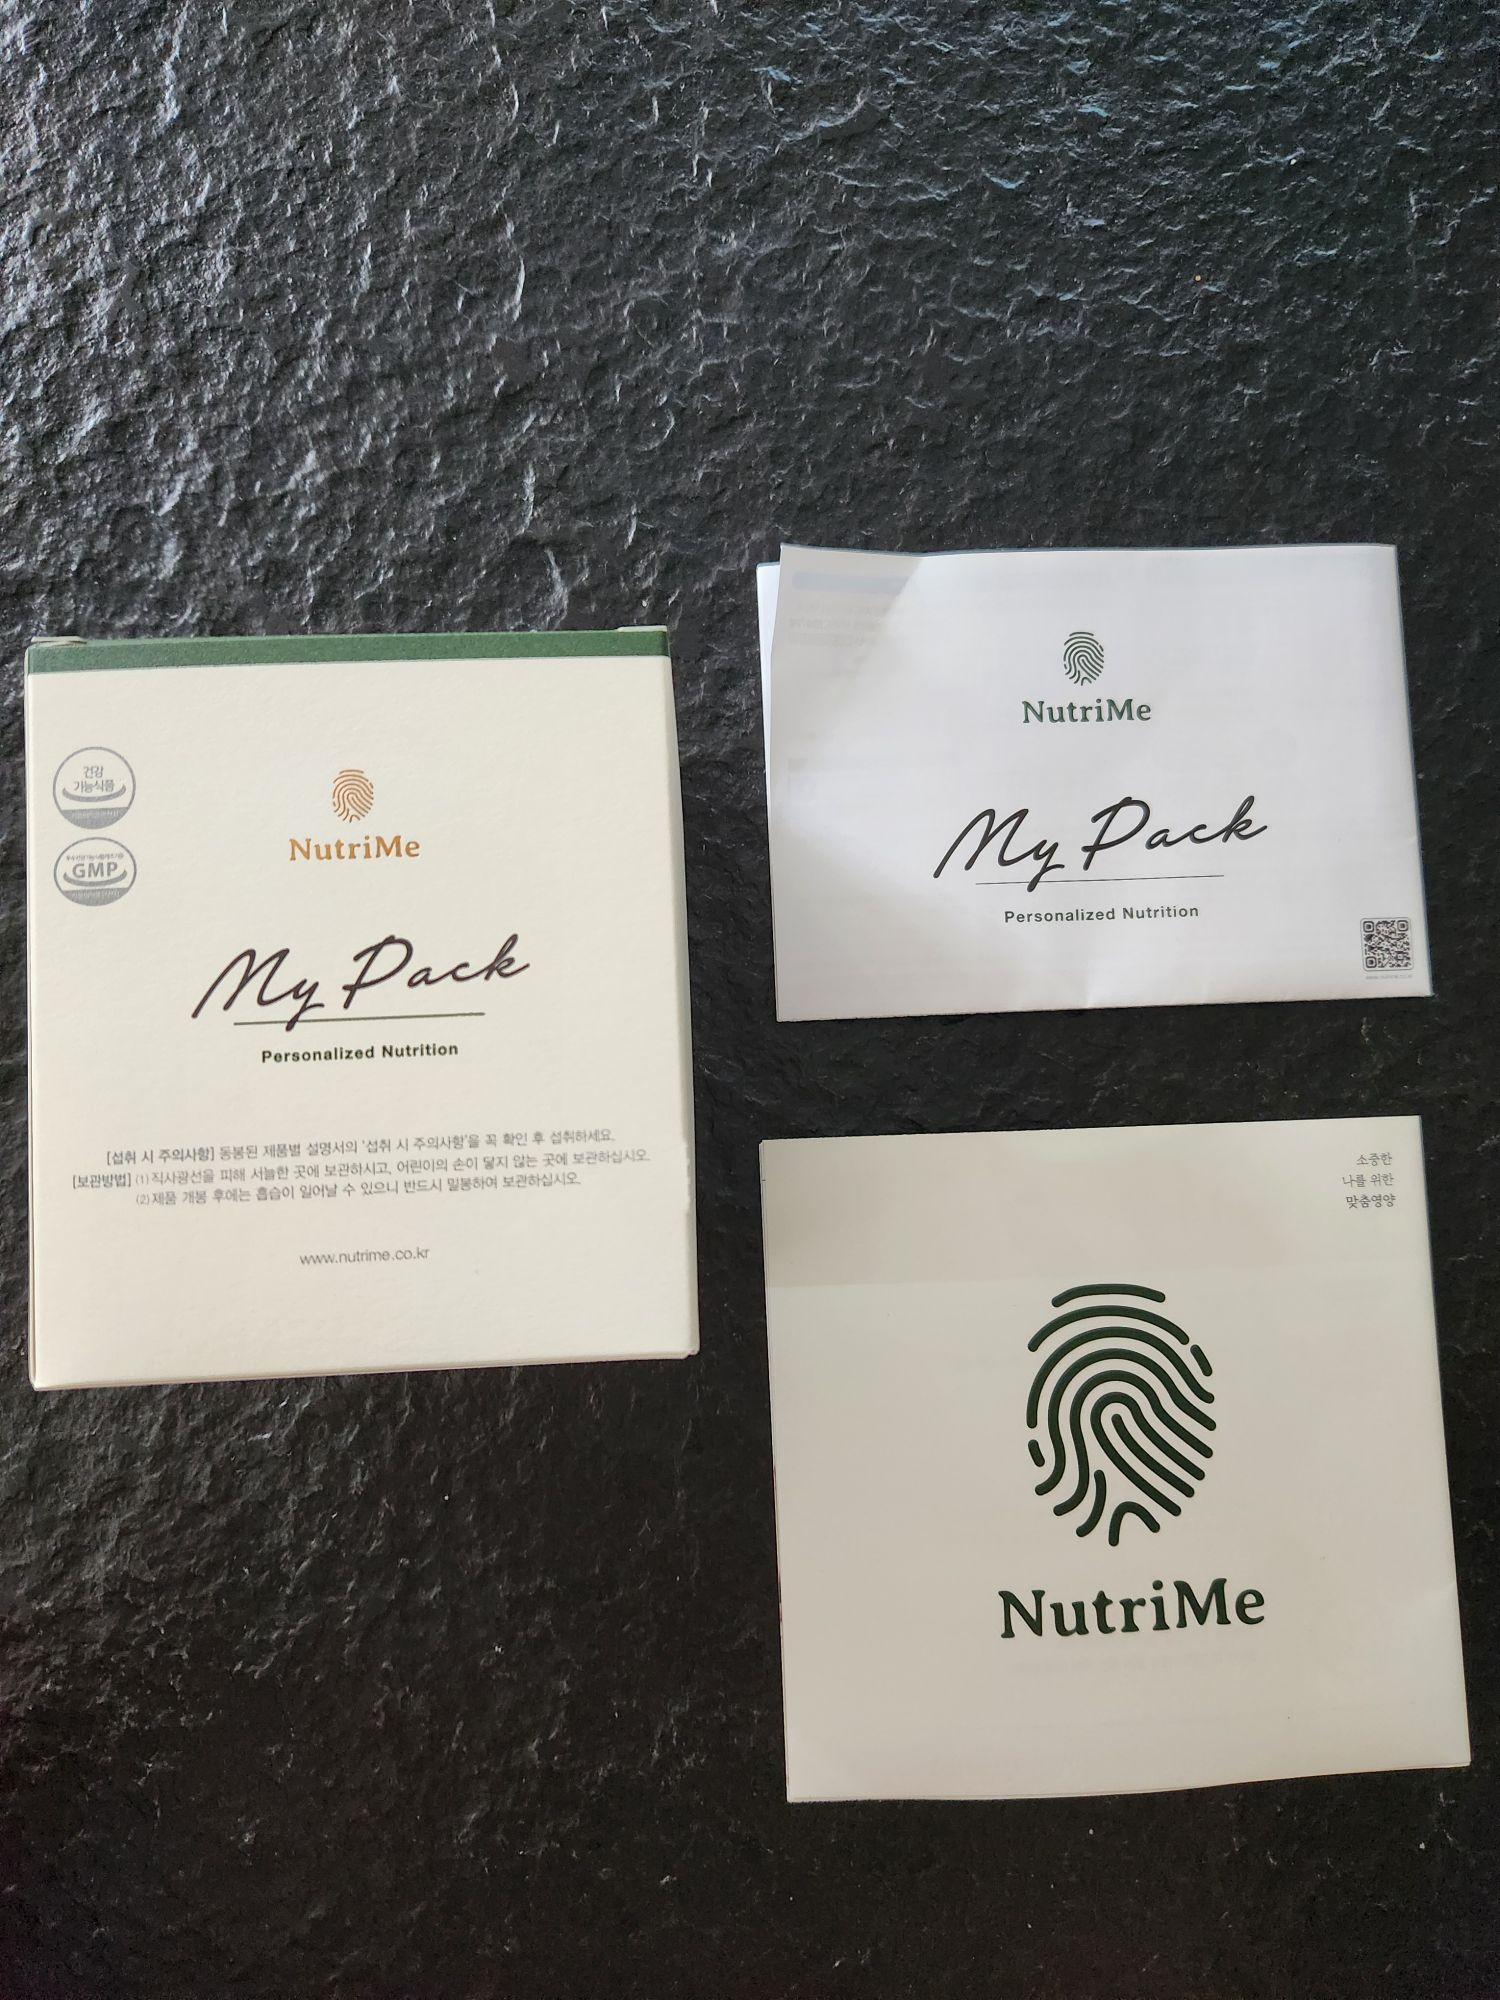 건강
기능식품
GMP
NutriMe
My Pack
Personalized Nutrition
[섭취 시 주의사항] 동봉된 제품별 설명서의 '섭취 시 주의사항'을 꼭 확인 후 섭취하세요.
[보관방법] (1) 직사광선을 피해 서늘한 곳에 보관하시고, 어린이의 손이 닿지 않는 곳에 보관하십시오.
(2) 제품 개봉 후에는 흡습이 일어날 수 있으니 반드시 밀봉하여 보관하십시오.
www.nutrime.co.kr
NutriMe
My Pack
Personalized Nutrition
소중한
나를 위한
맞춤영양
NutriMe